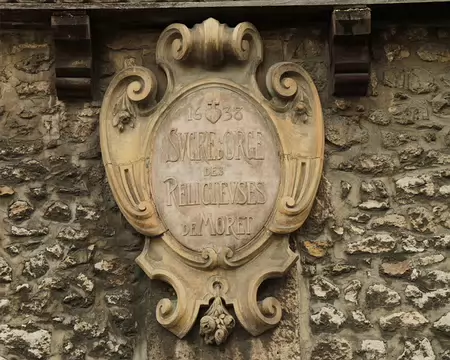 1638
SVCRE D'ORGE
DES
RELIGIEVSES
DE MORET